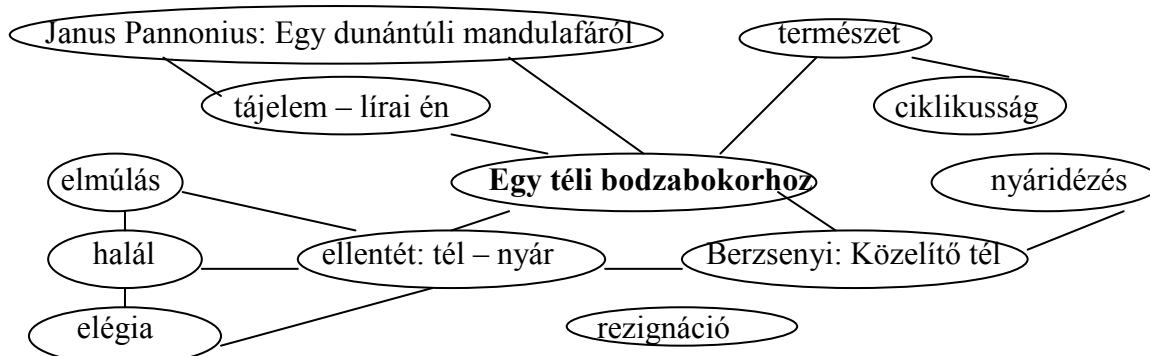 Janus Pannonius: Egy dunántúli mandulafáról
természet
tájelem – lírai én
ciklikusság
elmúlás
Egy téli bodzabokorhoz
nyáridézés
halál
ellentét: tél – nyár
Berzsenyi: Közelítő tél
elégia
rezignáció